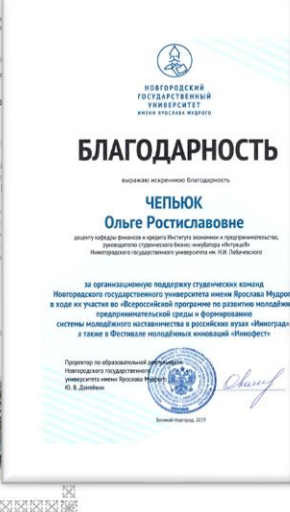 НОВГОРОДСКИЙ
ГОСУДАРСТВЕННЫЙ
УНИВЕРСИТЕТ
ИМЕНИ ЯРОСЛАВА МУДРОГО
БЛАГОДАРНОСТЬ
выражаю искреннюю благодарность
ЧЕПЬЮК
Ольге Ростиславовне
доценту кафедры финансов и кредита Института экономики и предпринимательства,
руководителю студенческого бизнес-инкубатора «Интуиция»
Нижегородского государственного университета им. Н.И. Лобачевского
за организационную поддержку студенческих команд
Новгородского государственного университета имени Ярослава Мудрого
в ходе их участия во «Всероссийской программе по развитию молодёжн
предпринимательской среды и формированию
системы молодёжного наставничества в российских вузах «Иниоград»,
а также в Фестивале молодёжных инноваций «Иннофест»
Проректор по образовательной деятельности
Новгородского государственного
университета имени Ярослава Мудрого
Ю. В. Данейкин
Великий Новгород, 2019